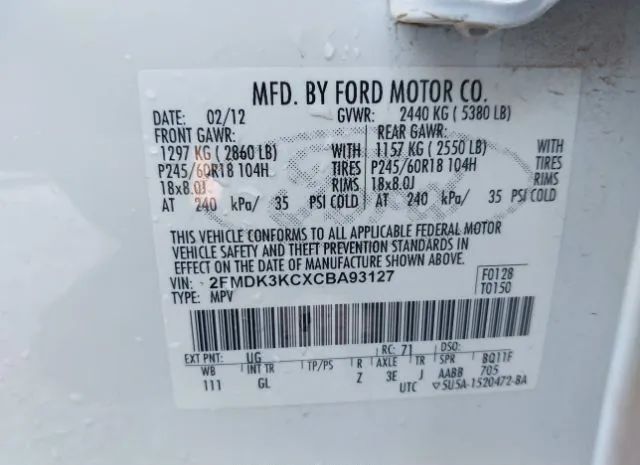 MFD. BY FORD MOTOR CO.
DATE: 02/12 GVWR: 2440 KG ( 5380 LB)
FRONT GAWR: REAR GAWR:
1297 KG ( 2860 LB) WITH 1157 KG ( 2550 LB) WITH
P245/60R18 104H TIRES P245/60R18 104H TIRES
18x8.0J RIMS 18x8.0J RIMS
AT 240 kPa/ 35 PSI COLD AT 240 kPa/ 35 PSI COLD
THIS VEHICLE CONFORMS TO ALL APPLICABLE FEDERAL MOTOR
VEHICLE SAFETY AND THEFT PREVENTION STANDARDS IN
EFFECT ON THE DATE OF MANUFACTURE SHOWN ABOVE.
VIN: 2FMDK3KCXCBA93127 F0128
TYPE: MPV T0150
EXT PNT: UG RC: 71 DSO:
WB INT TR TP/PS R AXLE TR SPR BQ11F
111 GL Z 3E J AABB 705
UTC 5U5A-1520472-BA